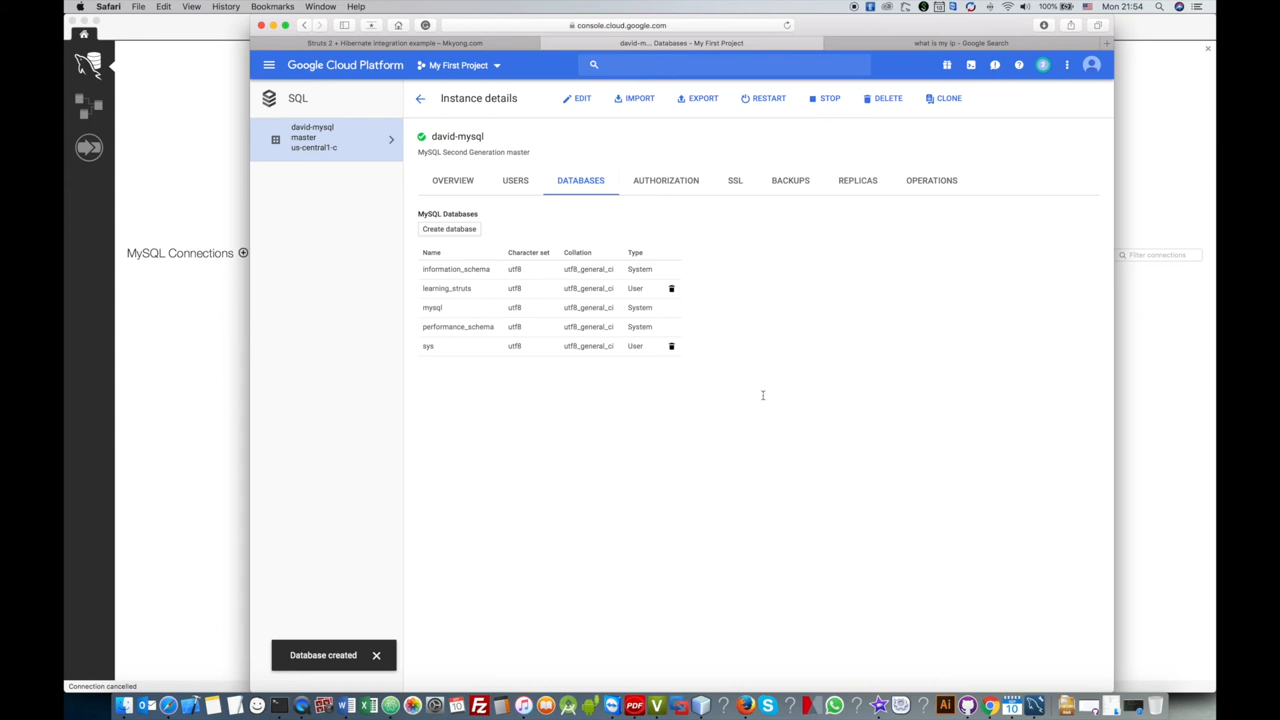 Safari File Edit View History Bookmarks Window Help
100% Mon 21:54
console.cloud.google.com
Struts 2 + Hibernate integration example – Mkyong.com
david-m... Databases - My First Project
what is my ip - Google Search
Google Cloud Platform
My First Project
SQL
Instance details
EDIT
IMPORT
EXPORT
RESTART
STOP
DELETE
CLONE
david-mysql
master
us-central1-c
david-mysql
MySQL Second Generation master
OVERVIEW USERS DATABASES AUTHORIZATION SSL BACKUPS REPLICAS OPERATIONS
MySQL Databases
Create database
Name Character set Collation Type
information_schema utf8 utf8_general_ci System
learning_struts utf8 utf8_general_ci User
mysql utf8 utf8_general_ci System
performance_schema utf8 utf8_general_ci System
sys utf8 utf8_general_ci User
MySQL Connections
Filter connections
Database created
Connection cancelled